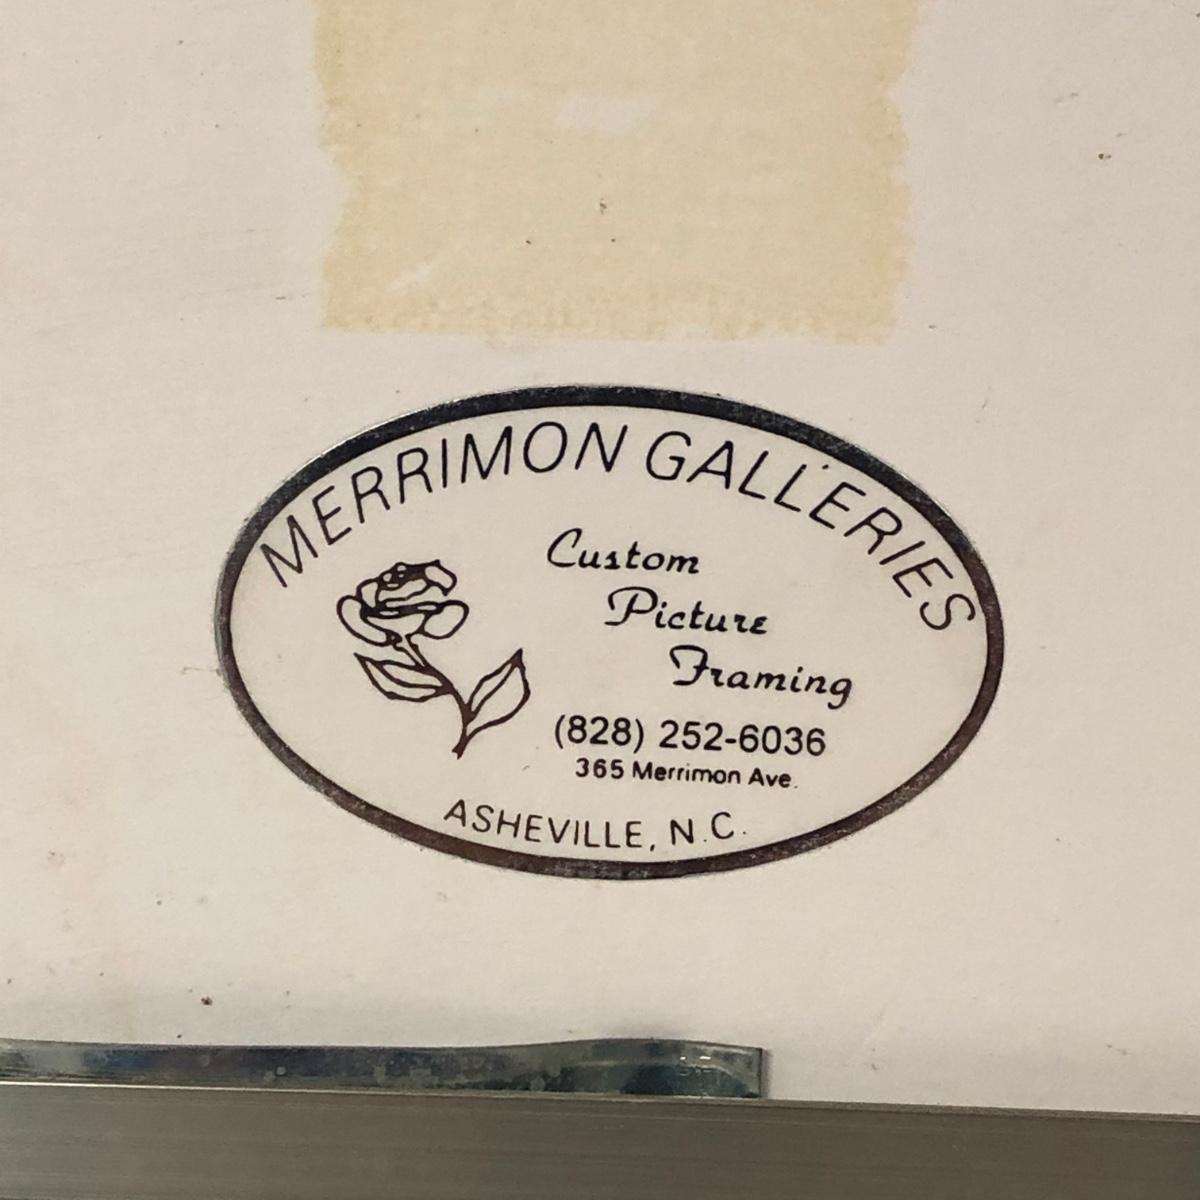 MERRIMON GALLERIES
Custom
Picture
Framing
(828) 252-6036
365 Merrimon Ave.
ASHEVILLE, N.C.